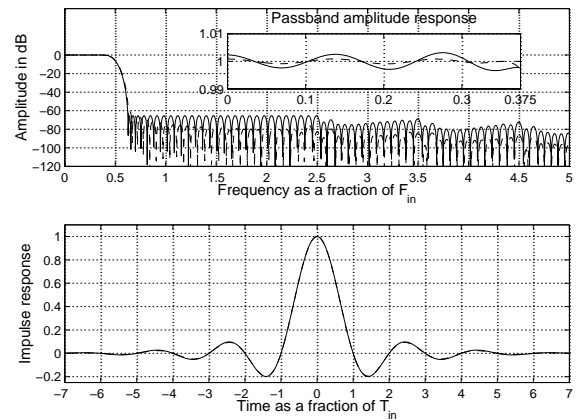 Passband amplitude response
1.01
1
0.99
0 0.1 0.2 0.3 0.375
Amplitude in dB
0
−20
−40
−60
−80
−100
−120
0 0.5 1 1.5 2 2.5 3 3.5 4 4.5 5
Frequency as a fraction of F_in
Impulse response
1
0.8
0.6
0.4
0.2
0
−0.2
−7 −6 −5 −4 −3 −2 −1 0 1 2 3 4 5 6 7
Time as a fraction of T_in